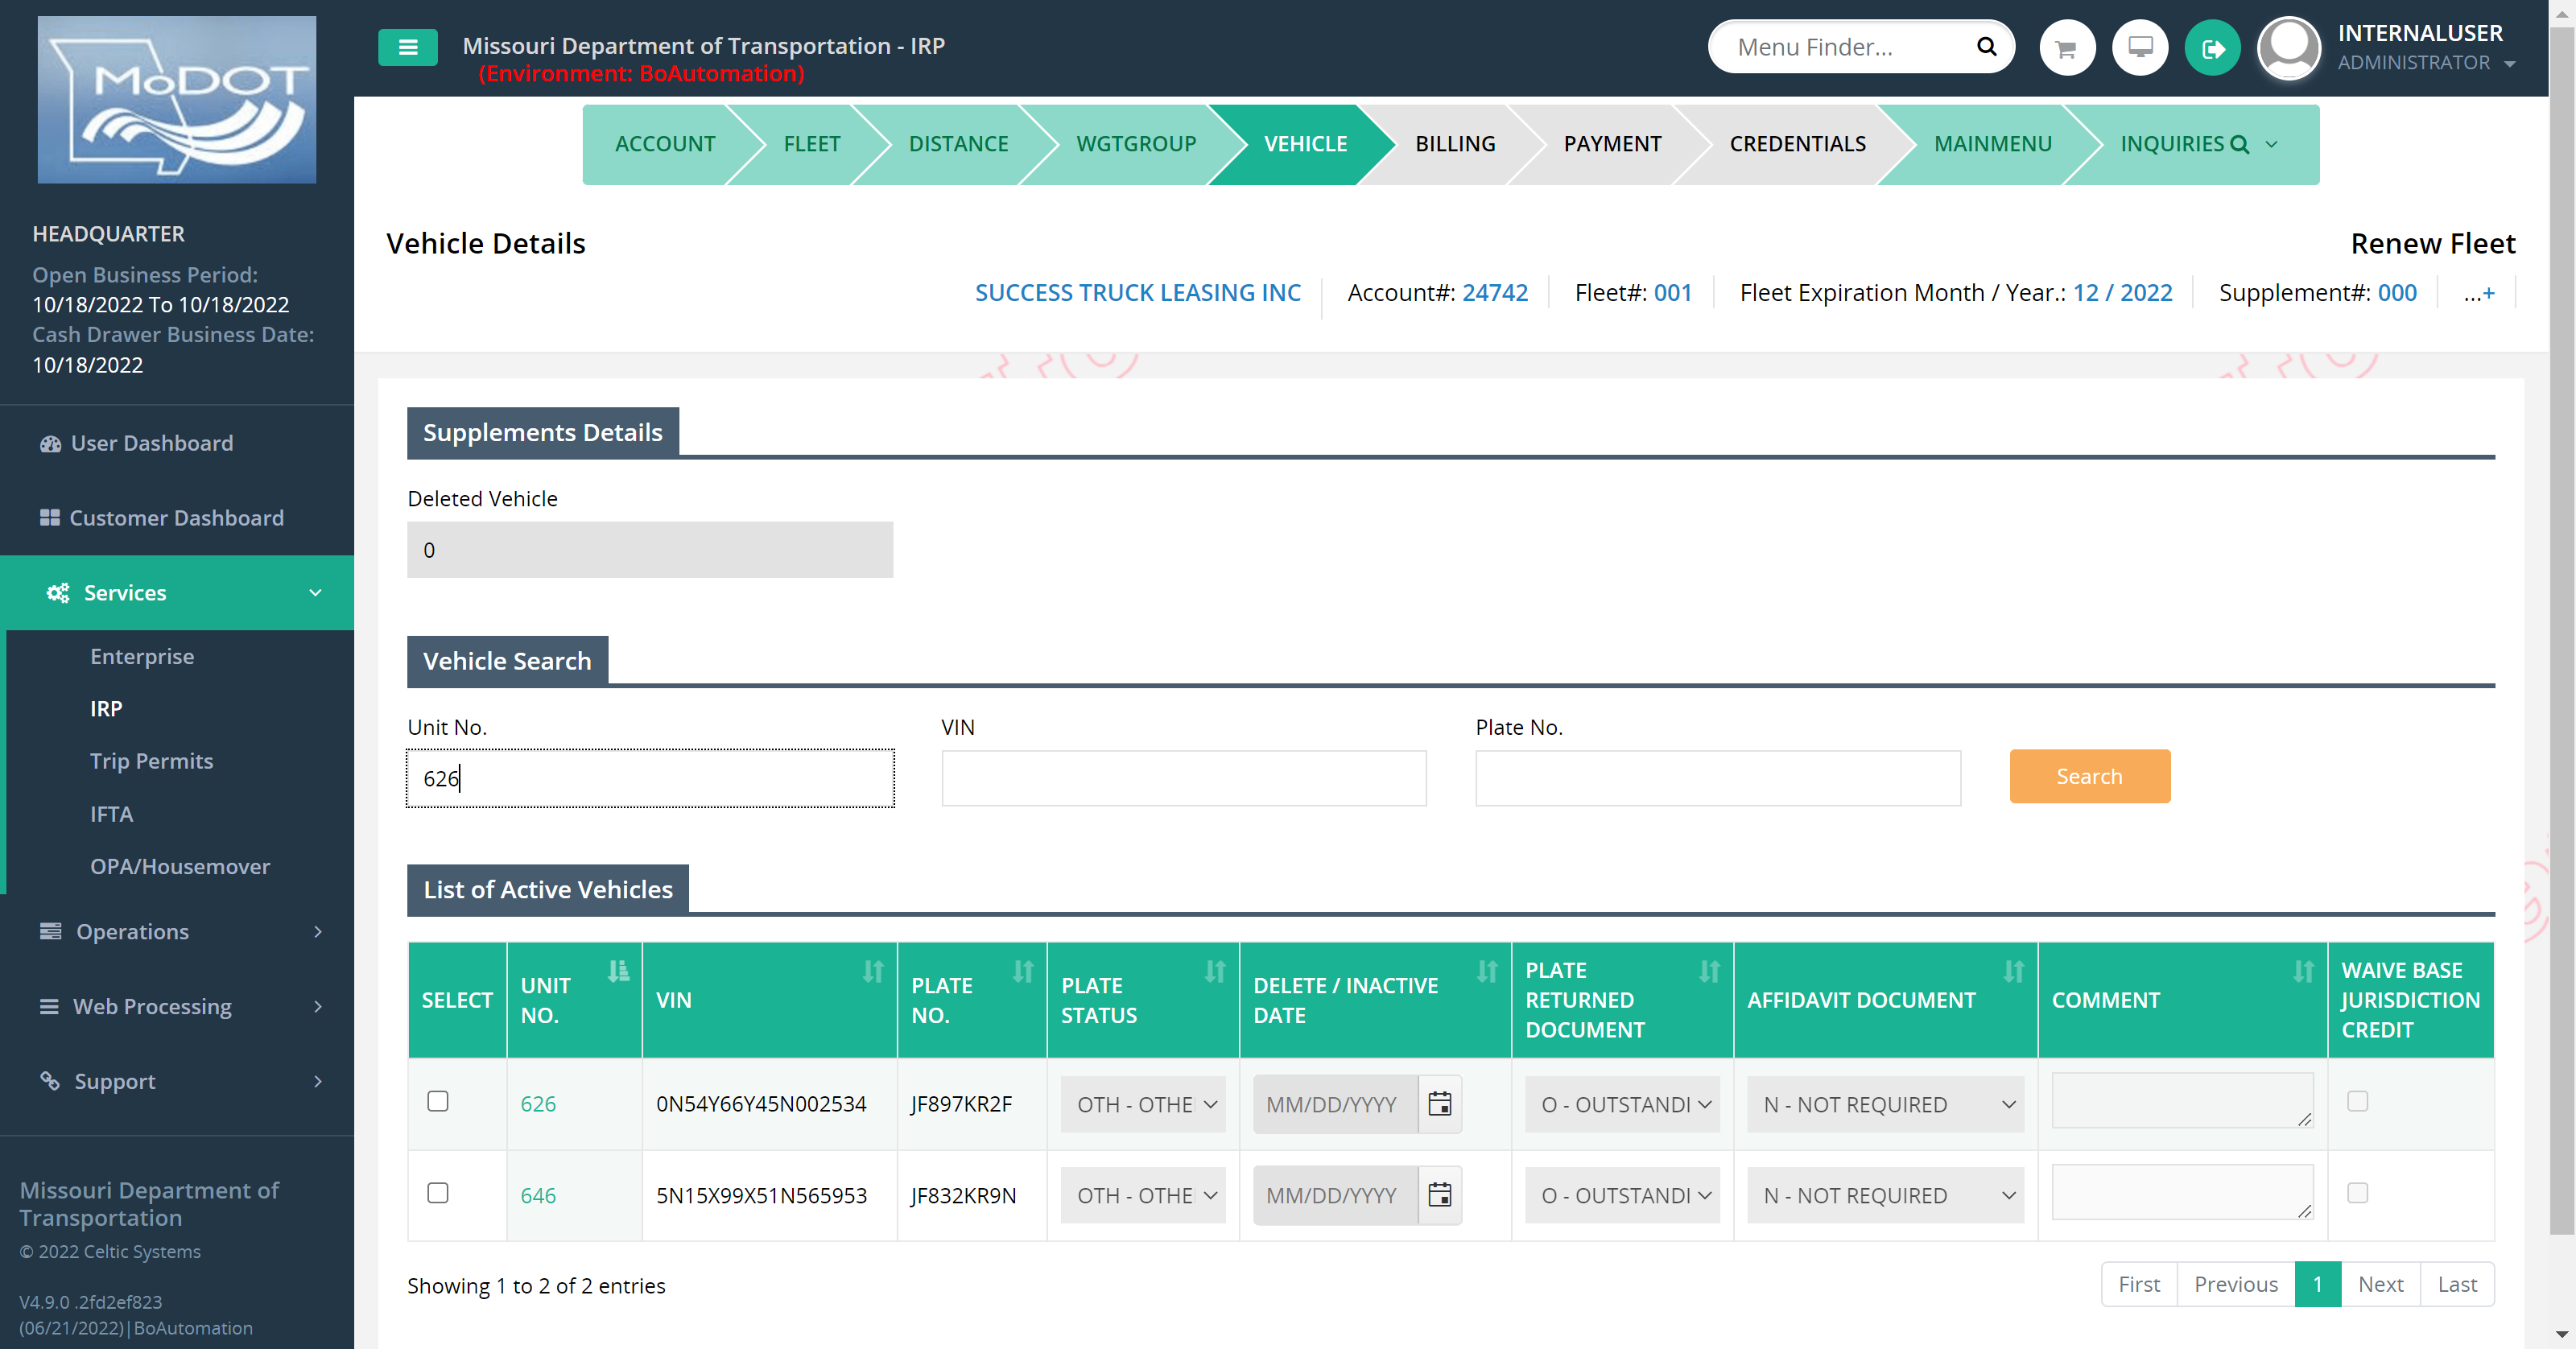 MoDOT
Missouri Department of Transportation - IRP
(Environment: BoAutomation)
Menu Finder...
INTERNALUSER
ADMINISTRATOR
HEADQUARTER
Open Business Period:
10/18/2022 To 10/18/2022
Cash Drawer Business Date:
10/18/2022
User Dashboard
Customer Dashboard
Services
Enterprise
IRP
Trip Permits
IFTA
OPA/Housemover
Operations
Web Processing
Support
Missouri Department of
Transportation
© 2022 Celtic Systems
V4.9.0 .2fd2ef823
(06/21/2022)|BoAutomation
ACCOUNT FLEET DISTANCE WGTGROUP VEHICLE BILLING PAYMENT CREDENTIALS MAINMENU INQUIRIES
Vehicle Details
Renew Fleet
SUCCESS TRUCK LEASING INC Account#: 24742 Fleet#: 001 Fleet Expiration Month / Year.: 12 / 2022 Supplement#: 000 ...+
Supplements Details
Deleted Vehicle
0
Vehicle Search
Unit No. VIN Plate No.
626
Search
List of Active Vehicles
SELECT UNIT NO. VIN PLATE NO. PLATE STATUS DELETE / INACTIVE DATE PLATE RETURNED DOCUMENT AFFIDAVIT DOCUMENT COMMENT WAIVE BASE JURISDICTION CREDIT
626 0N54Y66Y45N002534 JF897KR2F OTH - OTHE MM/DD/YYYY O - OUTSTANDI N - NOT REQUIRED
646 5N15X99X51N565953 JF832KR9N OTH - OTHE MM/DD/YYYY O - OUTSTANDI N - NOT REQUIRED
Showing 1 to 2 of 2 entries
First Previous 1 Next Last